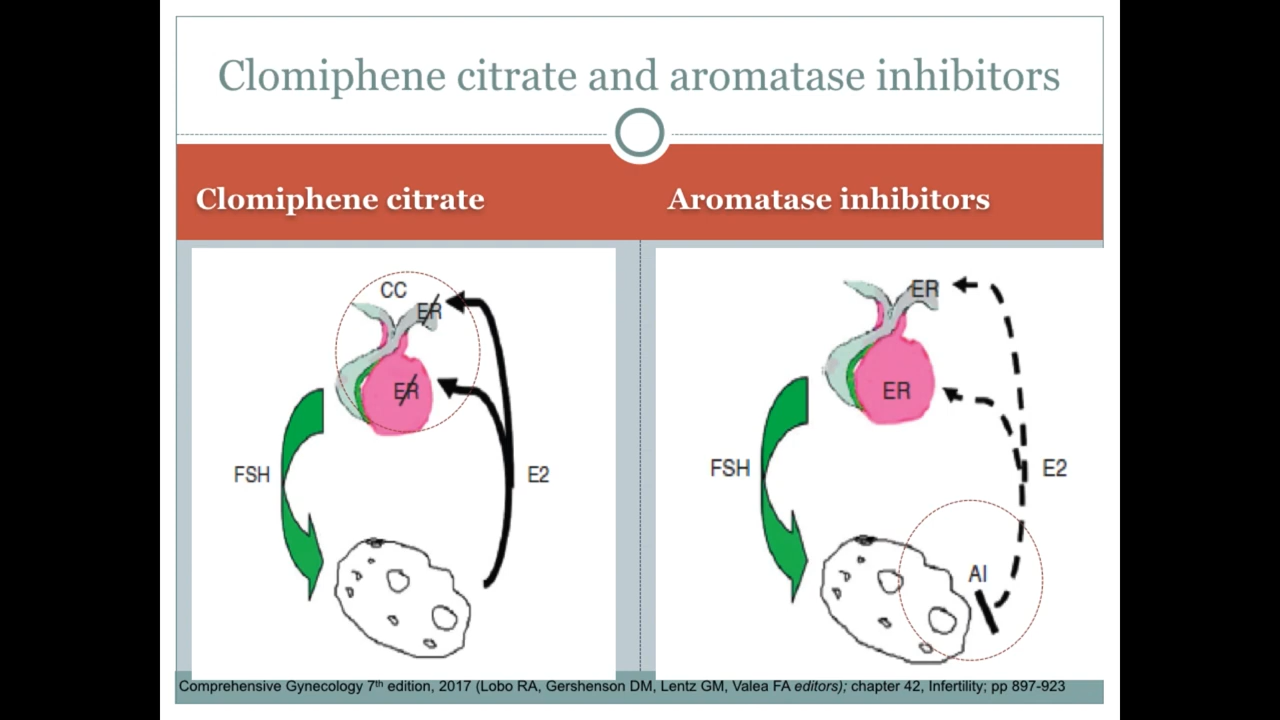 Clomiphene citrate and aromatase inhibitors
Clomiphene citrate
Aromatase inhibitors
CC
ER
ER
FSH
E2
ER
ER
FSH
E2
AI
Comprehensive Gynecology 7th edition, 2017 (Lobo RA, Gershenson DM, Lentz GM, Valea FA editors); chapter 42, Infertility; pp 897-923